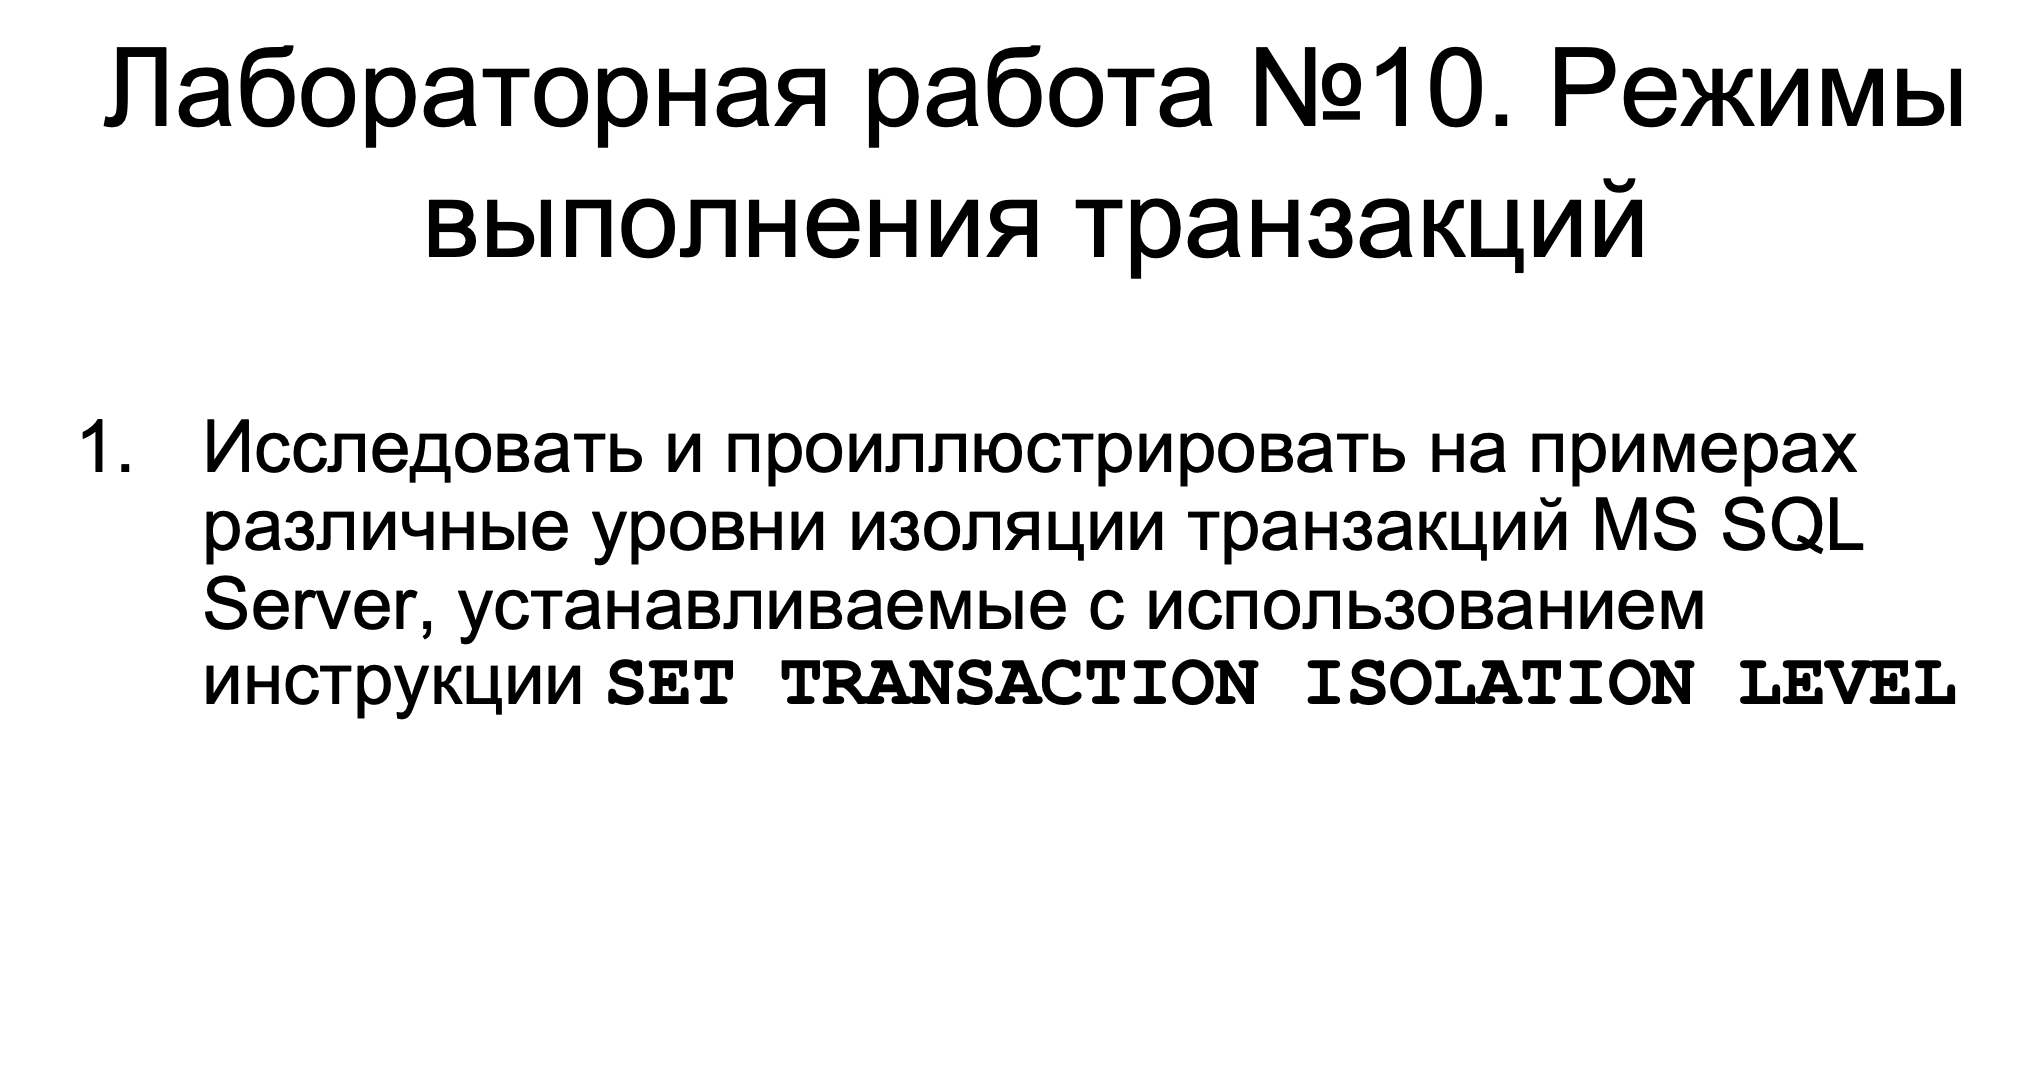 Лабораторная работа №10. Режимы
выполнения транзакций
1. Исследовать и проиллюстрировать на примерах
различные уровни изоляции транзакций MS SQL
Server, устанавливаемые с использованием
инструкции SET TRANSACTION ISOLATION LEVEL